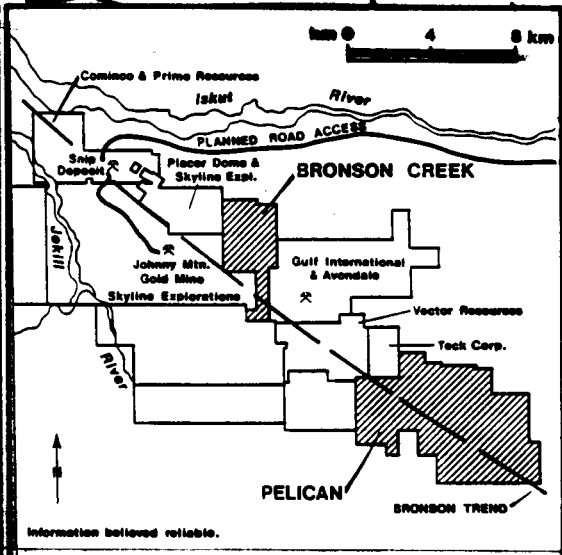 km 0 4 8 km
Cominco & Prime Resources
Iskut River
PLANNED ROAD ACCESS
Snip
Deposit
Placer Dome &
Skyline Expl.
BRONSON CREEK
Jekill
River
Johnny Mtn.
Gold Mine
Skyline Explorations
Gulf International
& Avondale
Vector Resources
Teck Corp.
PELICAN
BRONSON TREND
N
Information believed reliable.